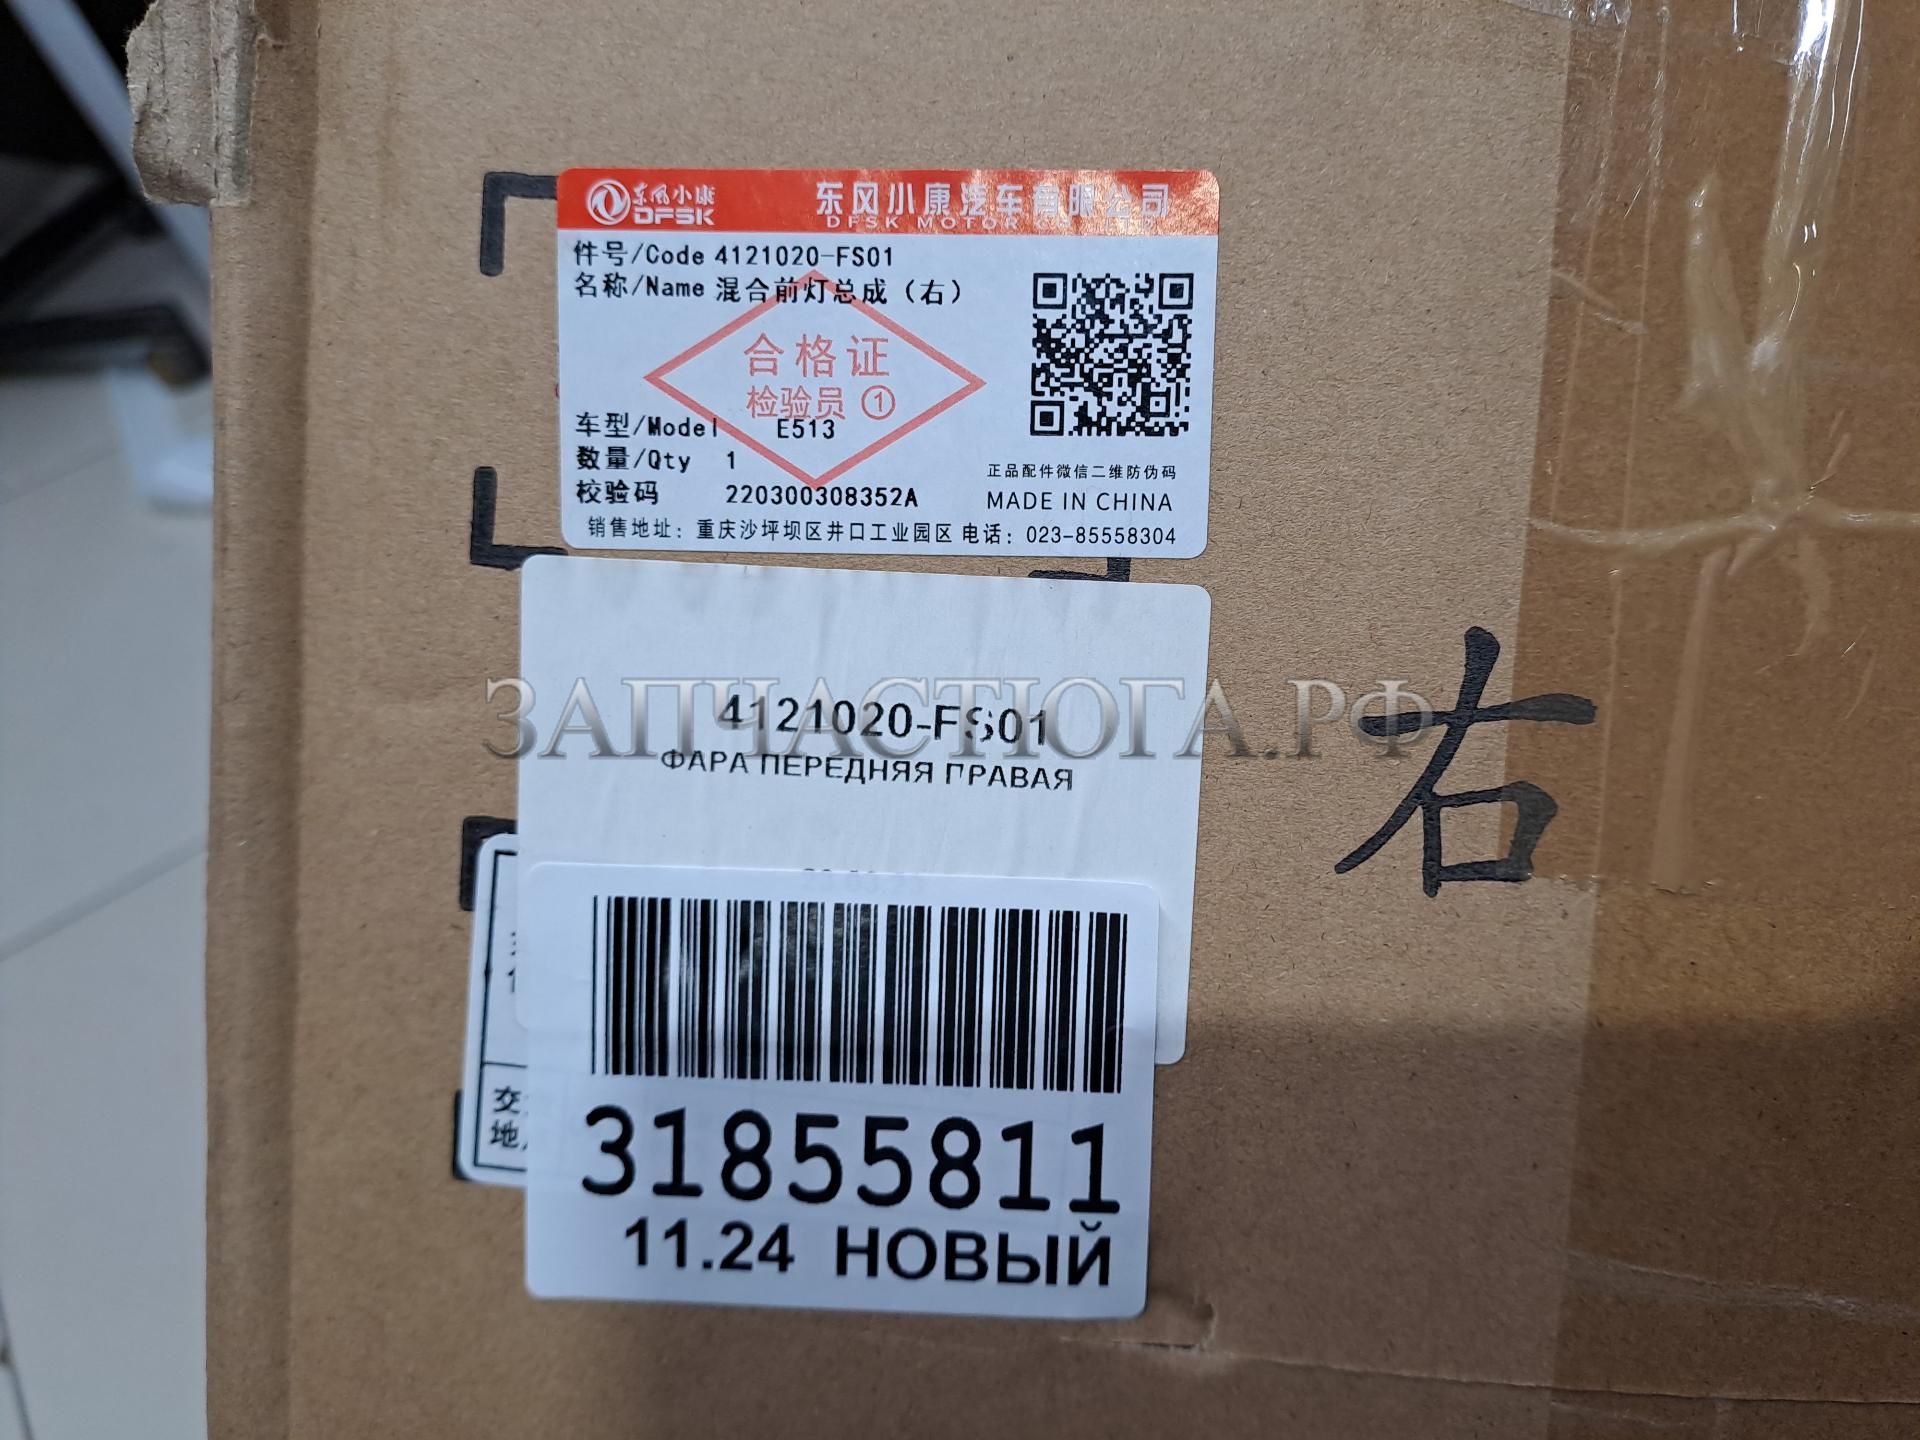 东风小康
DFSK
东风小康汽车有限公司
DFSK MOTOR
件号/Code 4121020-FS01
名称/Name 混合前灯总成（右）
合格证
检验员 ①
车型/Model E513
数量/Qty 1
校验码 220300308352A
正品配件微信二维防伪码
MADE IN CHINA
销售地址：重庆沙坪坝区井口工业园区 电话：023-85558304
ЗАПЧАСТЮГА.РФ
4121020-FS01
ФАРА ПЕРЕДНЯЯ ПРАВАЯ
右
交
地
31855811
11.24 НОВЫЙ